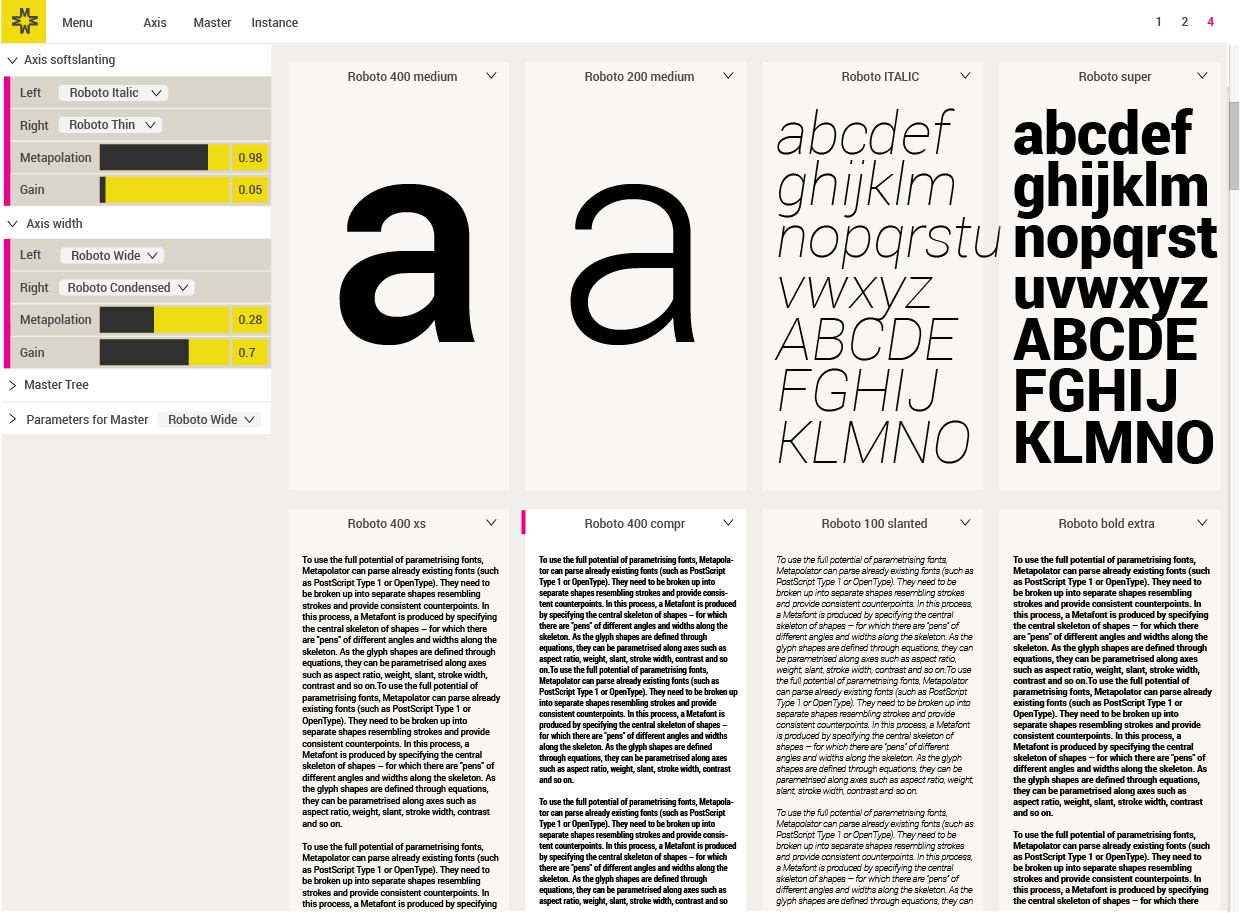 M
M
Menu
Axis
Master
Instance
1
2
4
Axis softslanting
Left
Roboto Italic
Right
Roboto Thin
Metapolation
0.98
Gain
0.05
Axis width
Left
Roboto Wide
Right
Roboto Condensed
Metapolation
0.28
Gain
0.7
Master Tree
Parameters for Master
Roboto Wide
Roboto 400 medium
a
Roboto 200 medium
a
Roboto ITALIC
abcdef
ghijklm
nopqrstu
vwxyz
ABCDE
FGHIJ
KLMNO
Roboto super
abcdef
ghijklm
nopqrst
uvwxyz
ABCDE
FGHIJ
KLMNO
Roboto 400 xs
To use the full potential of parametrising fonts,
Metapolator can parse already existing fonts (such
as PostScript Type 1 or OpenType). They need to
be broken up into separate shapes resembling
strokes and provide consistent counterpoints. In
this process, a Metafont is produced by specifying
the central skeleton of shapes – for which there
are "pens" of different angles and widths along the
skeleton. As the glyph shapes are defined through
equations, they can be parametrised along axes
such as aspect ratio, weight, slant, stroke width,
contrast and so on.To use the full potential of
parametrising fonts, Metapolator can parse already
existing fonts (such as PostScript Type 1 or
OpenType). They need to be broken up into
separate shapes resembling strokes and provide
consistent counterpoints. In this process, a
Metafont is produced by specifying the central
skeleton of shapes – for which there are "pens" of
different angles and widths along the skeleton. As
the glyph shapes are defined through equations,
they can be parametrised along axes such as
aspect ratio, weight, slant, stroke width, contrast
and so on.
To use the full potential of parametrising fonts,
Metapolator can parse already existing fonts (such
as PostScript Type 1 or OpenType). They need to
be broken up into separate shapes resembling
strokes and provide consistent counterpoints. In
this process, a Metafont is produced by specifying
Roboto 400 compr
To use the full potential of parametrising fonts, Metapola-
tor can parse already existing fonts (such as PostScript
Type 1 or OpenType). They need to be broken up into
separate shapes resembling strokes and provide consis-
tent counterpoints. In this process, a Metafont is produced
by specifying the central skeleton of shapes – for which
there are "pens" of different angles and widths along the
skeleton. As the glyph shapes are defined through
equations, they can be parametrised along axes such as
aspect ratio, weight, slant, stroke width, contrast and so
on.To use the full potential of parametrising fonts,
Metapolator can parse already existing fonts (such as
PostScript Type 1 or OpenType). They need to be broken up
into separate shapes resembling strokes and provide
consistent counterpoints. In this process, a Metafont is
produced by specifying the central skeleton of shapes –
for which there are "pens" of different angles and widths
along the skeleton. As the glyph shapes are defined
through equations, they can be parametrised along axes
such as aspect ratio, weight, slant, stroke width, contrast
and so on.
To use the full potential of parametrising fonts, Metapola-
tor can parse already existing fonts (such as PostScript
Type 1 or OpenType). They need to be broken up into
separate shapes resembling strokes and provide consis-
tent counterpoints. In this process, a Metafont is produced
by specifying the central skeleton of shapes – for which
there are "pens" of different angles and widths along the
skeleton. As the glyph shapes are defined through
equations, they can be parametrised along axes such as
aspect ratio, weight, slant, stroke width, contrast and so
Roboto 100 slanted
To use the full potential of parametrising fonts,
Metapolator can parse already existing fonts (such as
PostScript Type 1 or OpenType). They need to be
broken up into separate shapes resembling strokes
and provide consistent counterpoints. In this process,
a Metafont is produced by specifying the central
skeleton of shapes – for which there are "pens" of
different angles and widths along the skeleton. As the
glyph shapes are defined through equations, they can
be parametrised along axes such as aspect ratio,
weight, slant, stroke width, contrast and so on.To use
the full potential of parametrising fonts, Metapolator
can parse already existing fonts (such as PostScript
Type 1 or OpenType). They need to be broken up into
separate shapes resembling strokes and provide
consistent counterpoints. In this process, a Metafont
is produced by specifying the central skeleton of
shapes – for which there are "pens" of different
angles and widths along the skeleton. As the glyph
shapes are defined through equations, they can be
parametrised along axes such as aspect ratio, weight,
slant, stroke width, contrast and so on.
To use the full potential of parametrising fonts,
Metapolator can parse already existing fonts (such as
PostScript Type 1 or OpenType). They need to be
broken up into separate shapes resembling strokes
and provide consistent counterpoints. In this process,
a Metafont is produced by specifying the central
skeleton of shapes – for which there are "pens" of
different angles and widths along the skeleton. As the
glyph shapes are defined through equations, they can
Roboto bold extra
To use the full potential of parametrising fonts,
Metapolator can parse already existing fonts (such
as PostScript Type 1 or OpenType). They need to
be broken up into separate shapes resembling
strokes and provide consistent counterpoints. In
this process, a Metafont is produced by specifying
the central skeleton of shapes – for which there
are "pens" of different angles and widths along the
skeleton. As the glyph shapes are defined through
equations, they can be parametrised along axes
such as aspect ratio, weight, slant, stroke width,
contrast and so on.To use the full potential of
parametrising fonts, Metapolator can parse already
existing fonts (such as PostScript Type 1 or
OpenType). They need to be broken up into
separate shapes resembling strokes and provide
consistent counterpoints. In this process, a
Metafont is produced by specifying the central
skeleton of shapes – for which there are "pens" of
different angles and widths along the skeleton. As
the glyph shapes are defined through equations,
they can be parametrised along axes such as
aspect ratio, weight, slant, stroke width, contrast
and so on.
To use the full potential of parametrising fonts,
Metapolator can parse already existing fonts (such
as PostScript Type 1 or OpenType). They need to
be broken up into separate shapes resembling
strokes and provide consistent counterpoints. In
this process, a Metafont is produced by specifying
the central skeleton of shapes – for which there